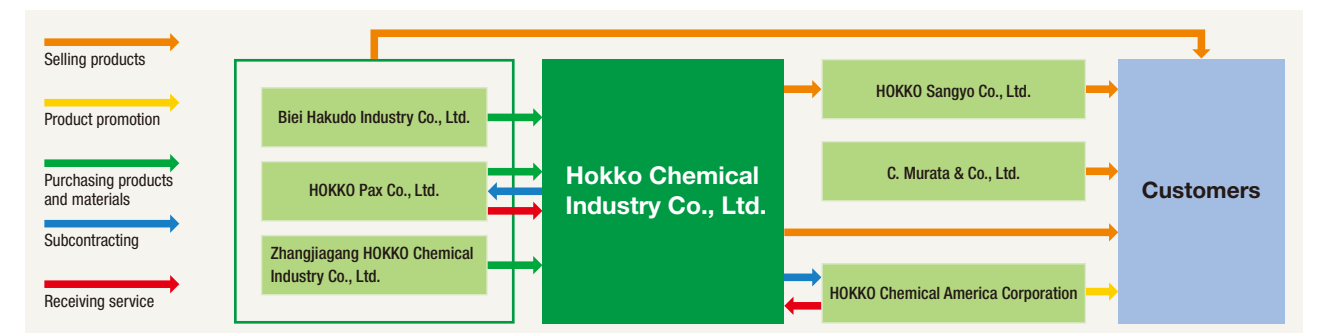 Selling products
Product promotion
Purchasing products
and materials
Subcontracting
Receiving service
Biei Hakudo Industry Co., Ltd.
HOKKO Pax Co., Ltd.
Zhangjiagang HOKKO Chemical
Industry Co., Ltd.
Hokko Chemical
Industry Co., Ltd.
HOKKO Sangyo Co., Ltd.
C. Murata & Co., Ltd.
HOKKO Chemical America Corporation
Customers